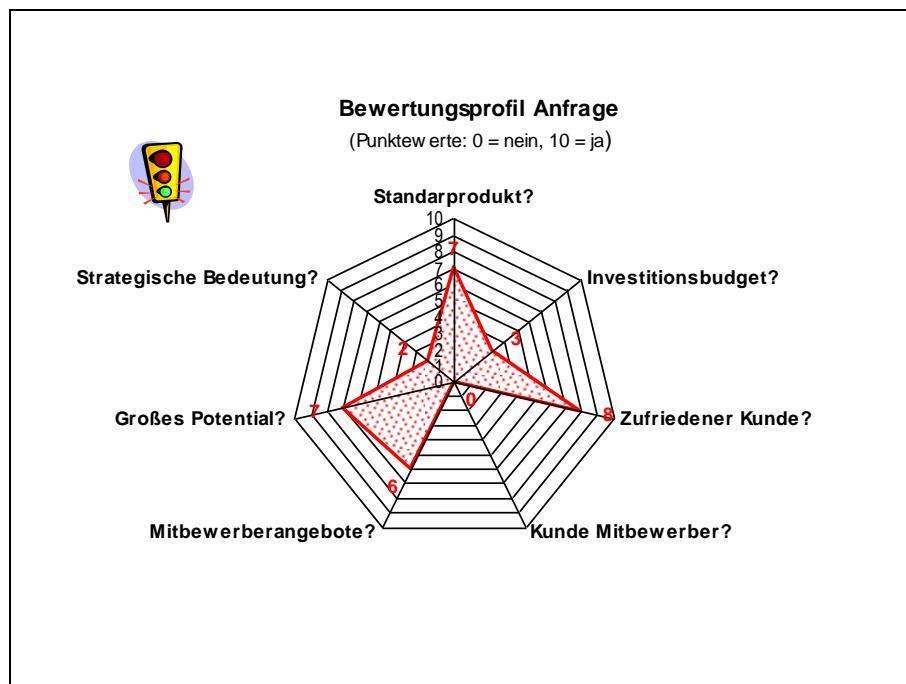 Bewertungsprofil Anfrage
(Punktewerte: 0 = nein, 10 = ja)
Standarprodukt?
10
9
8
7
7
6
5
4
3
2
1
0
Strategische Bedeutung?
Investitionsbudget?
2
3
Großes Potential?
7
0
8
Zufriedener Kunde?
6
Mitbewerberangebote?
Kunde Mitbewerber?